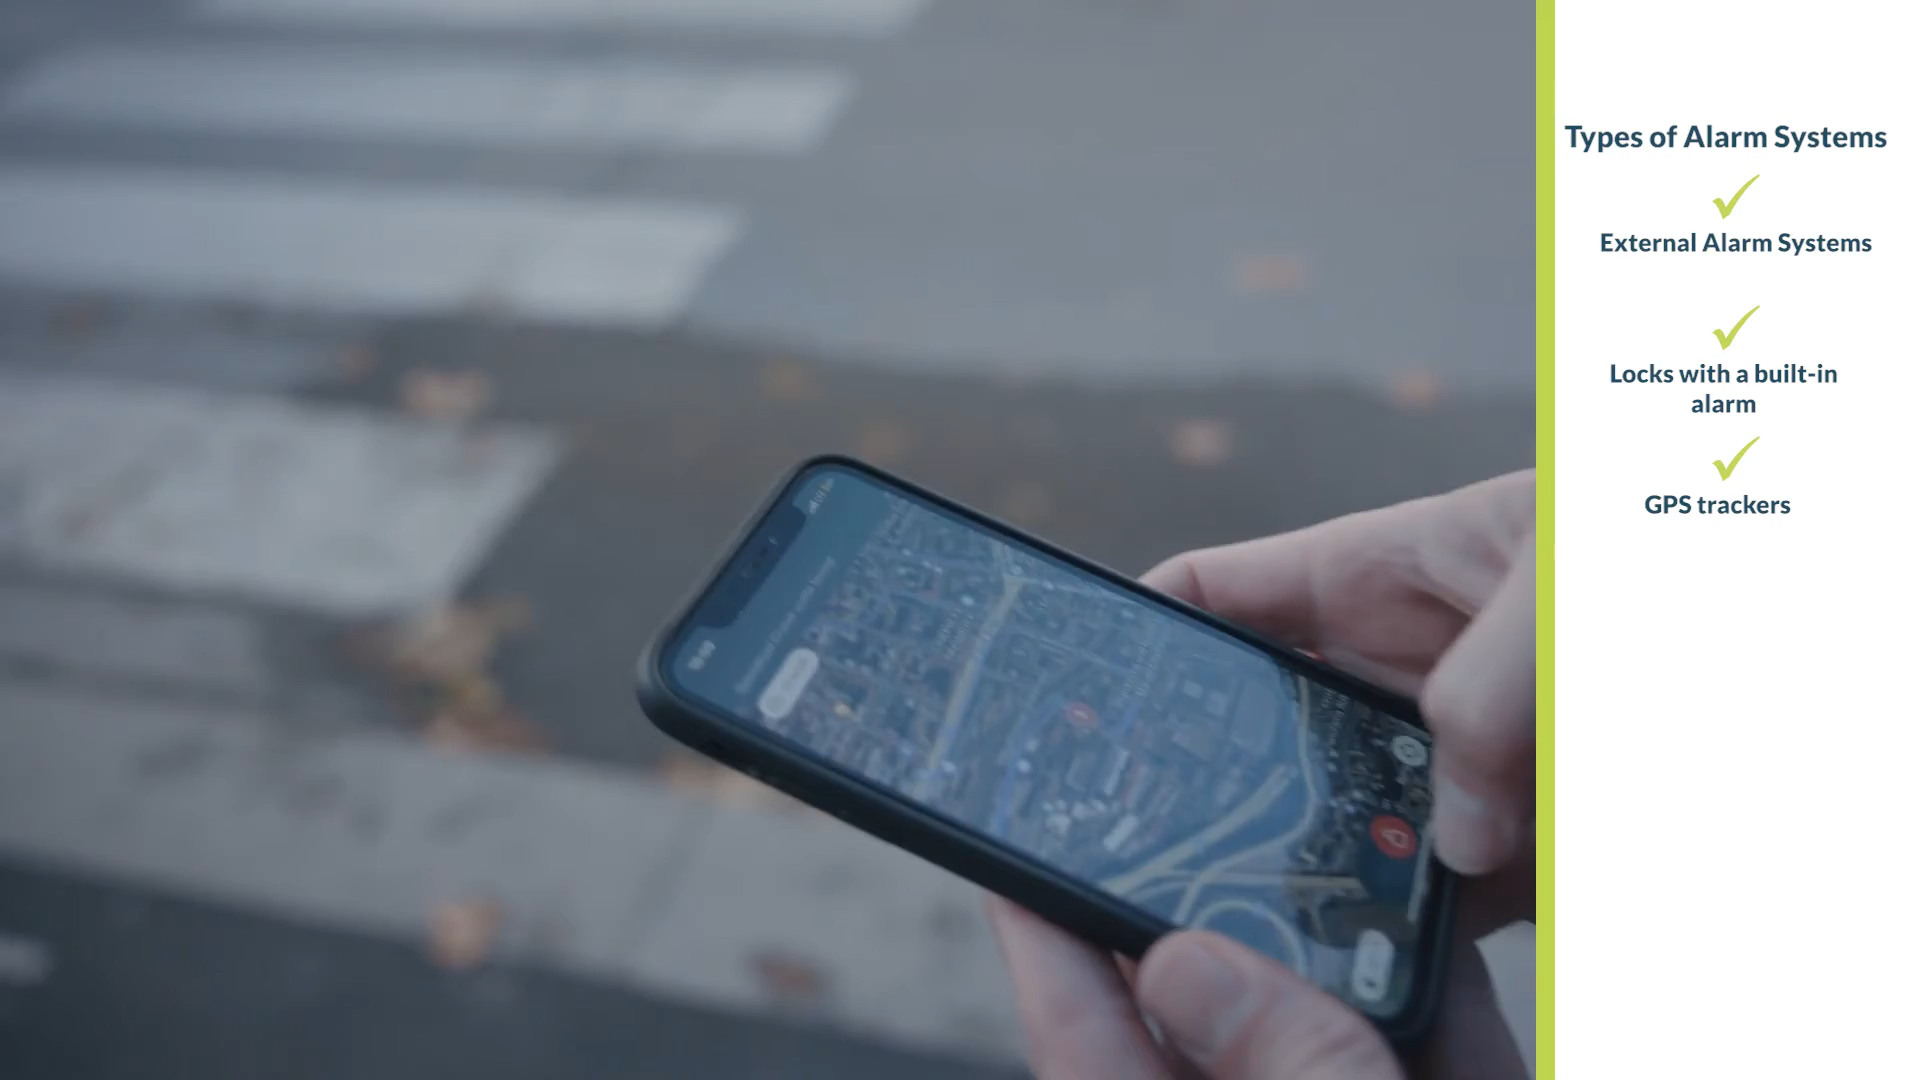 Types of Alarm Systems
External Alarm Systems
Locks with a built-in
alarm
GPS trackers